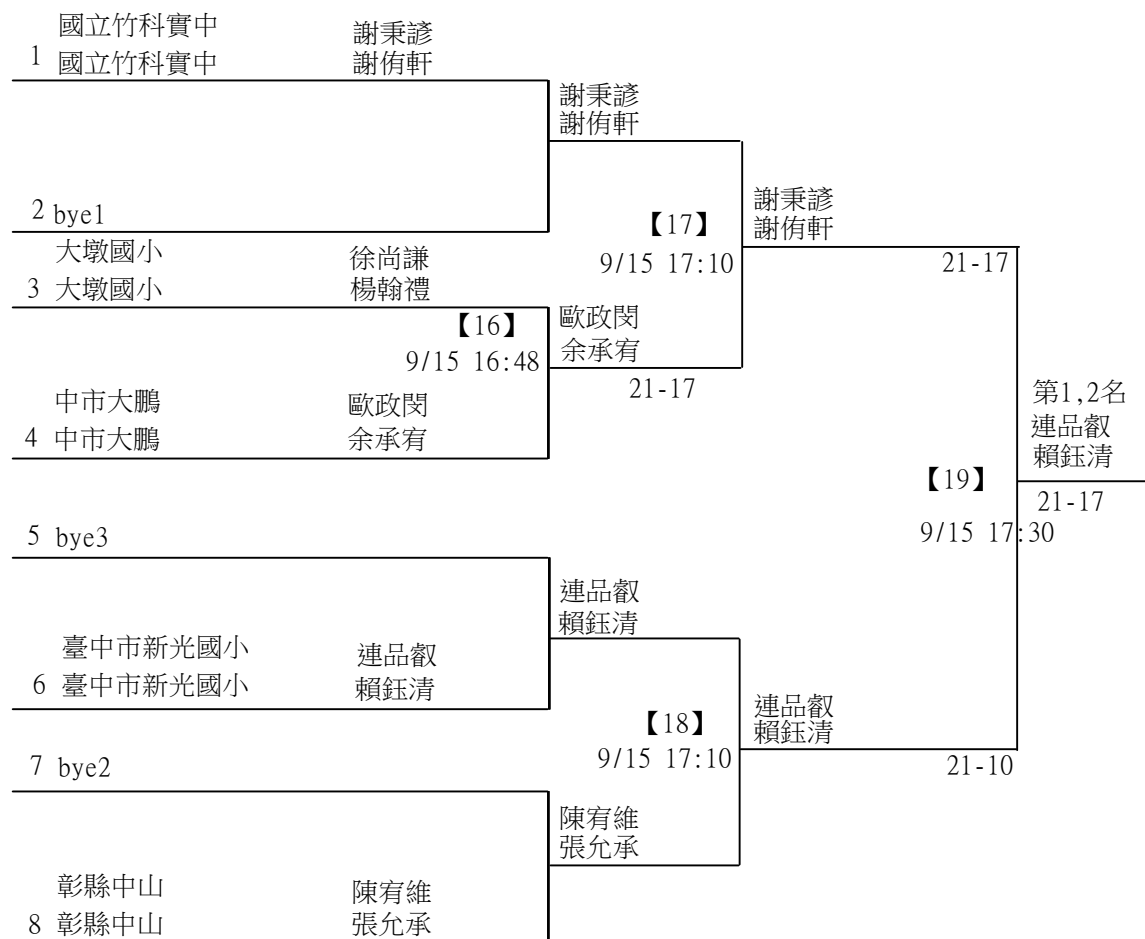 國立竹科實中 謝秉諺
1 國立竹科實中 謝侑軒
謝秉諺
謝侑軒
2 bye1
【17】
9/15 17:10
謝秉諺
謝侑軒
21-17
大墩國小 徐尚謙
3 大墩國小 楊翰禮
【16】
9/15 16:48
歐政閔
余承宥
21-17
中市大鵬 歐政閔
4 中市大鵬 余承宥
第1,2名
連品叡
賴鈺清
【19】
21-17
9/15 17:30
5 bye3
連品叡
賴鈺清
臺中市新光國小 連品叡
6 臺中市新光國小 賴鈺清
【18】
9/15 17:10
連品叡
賴鈺清
21-10
7 bye2
陳宥維
張允承
彰縣中山 陳宥維
8 彰縣中山 張允承